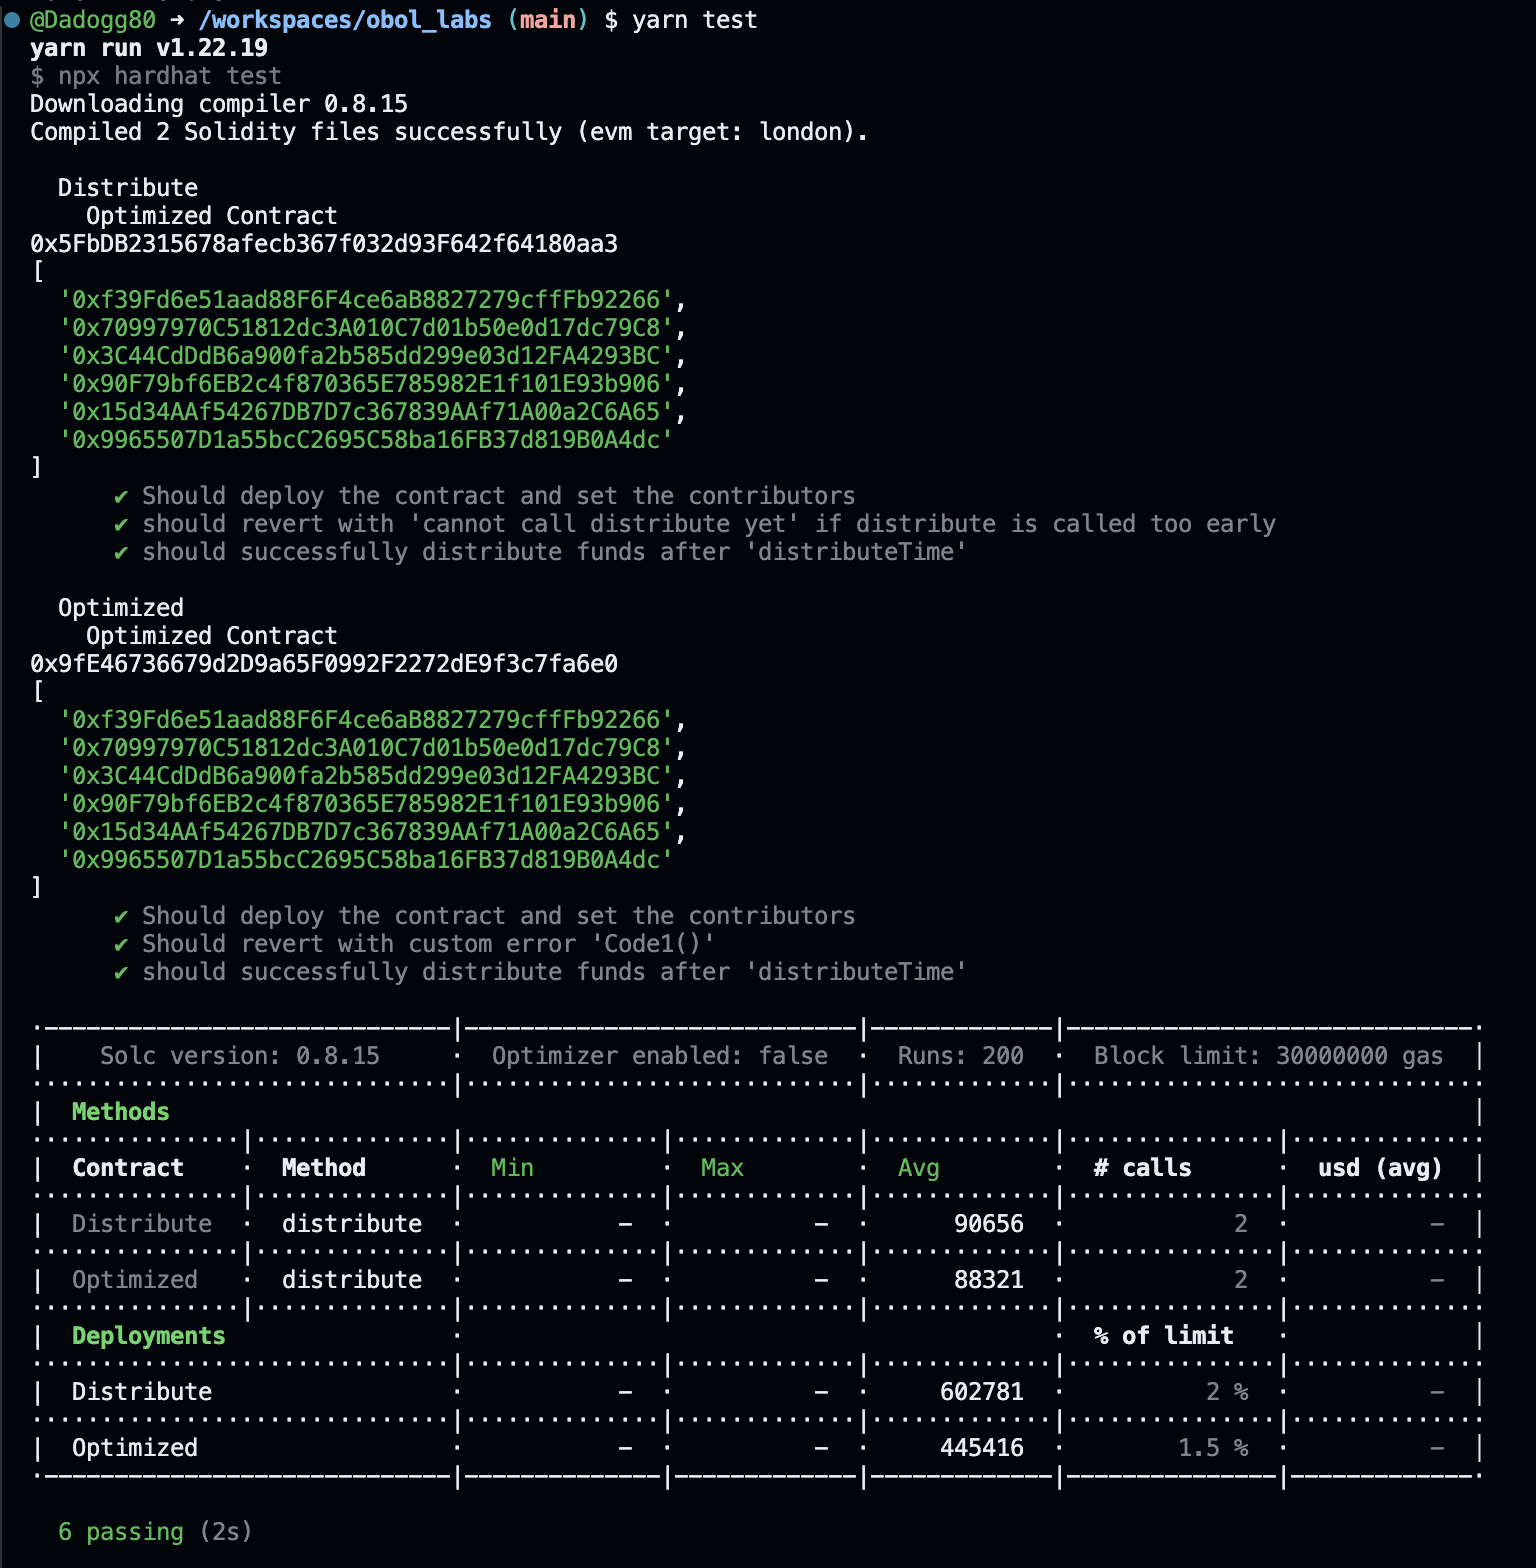 @Dadogg80 ➜ /workspaces/obol_labs (main) $ yarn test
yarn run v1.22.19
$ npx hardhat test
Downloading compiler 0.8.15
Compiled 2 Solidity files successfully (evm target: london).
Distribute
Optimized Contract
0x5FbDB2315678afecb367f032d93F642f64180aa3
[
'0xf39Fd6e51aad88F6F4ce6aB8827279cffFb92266',
'0x70997970C51812dc3A010C7d01b50e0d17dc79C8',
'0x3C44CdDdB6a900fa2b585dd299e03d12FA4293BC',
'0x90F79bf6EB2c4f870365E785982E1f101E93b906',
'0x15d34AAf54267DB7D7c367839AAf71A00a2C6A65',
'0x9965507D1a55bcC2695C58ba16FB37d819B0A4dc'
]
✔ Should deploy the contract and set the contributors
✔ should revert with 'cannot call distribute yet' if distribute is called too early
✔ should successfully distribute funds after 'distributeTime'
Optimized
Optimized Contract
0x9fE46736679d2D9a65F0992F2272dE9f3c7fa6e0
[
'0xf39Fd6e51aad88F6F4ce6aB8827279cffFb92266',
'0x70997970C51812dc3A010C7d01b50e0d17dc79C8',
'0x3C44CdDdB6a900fa2b585dd299e03d12FA4293BC',
'0x90F79bf6EB2c4f870365E785982E1f101E93b906',
'0x15d34AAf54267DB7D7c367839AAf71A00a2C6A65',
'0x9965507D1a55bcC2695C58ba16FB37d819B0A4dc'
]
✔ Should deploy the contract and set the contributors
✔ Should revert with custom error 'Code1()'
✔ should successfully distribute funds after 'distributeTime'
| Solc version: 0.8.15 · Optimizer enabled: false · Runs: 200 · Block limit: 30000000 gas |
| Methods |
| Contract · Method · Min · Max · Avg · # calls · usd (avg) |
| Distribute · distribute · - · - · 90656 · 2 · - |
| Optimized · distribute · - · - · 88321 · 2 · - |
| Deployments · · % of limit · |
| Distribute · - · - · 602781 · 2 % · - |
| Optimized · - · - · 445416 · 1.5 % · - |
6 passing (2s)